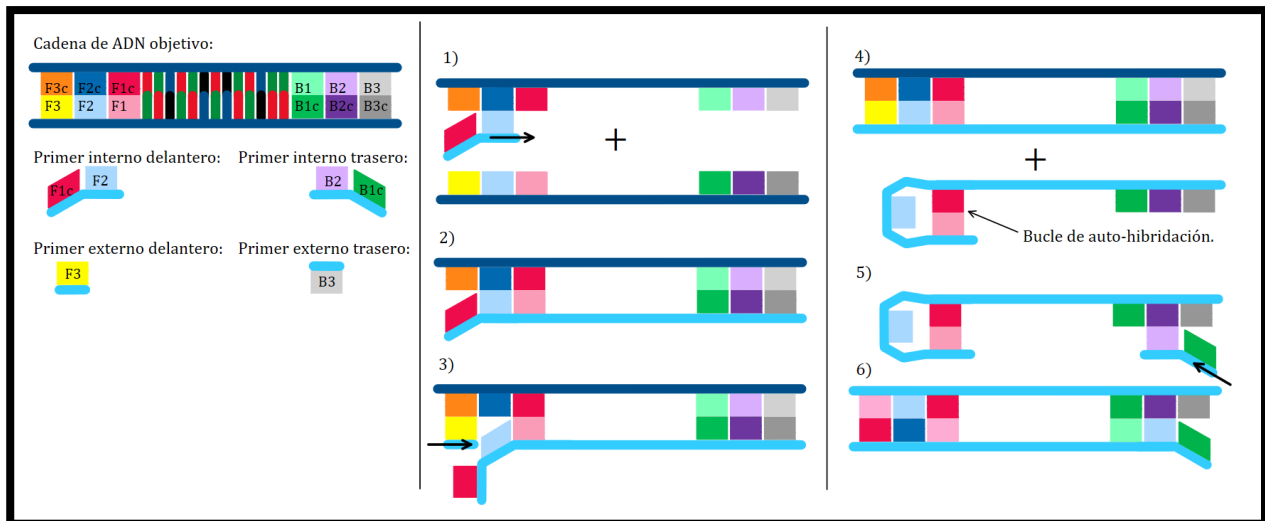 Cadena de ADN objetivo:
F3c F2c F1c B1 B2 B3
F3 F2 F1 B1c B2c B3c
Primer interno delantero:
F1c F2
Primer interno trasero:
B2 B1c
Primer externo delantero:
F3
Primer externo trasero:
B3
1)
+
2)
3)
4)
+
Bucle de auto-hibridación.
5)
6)